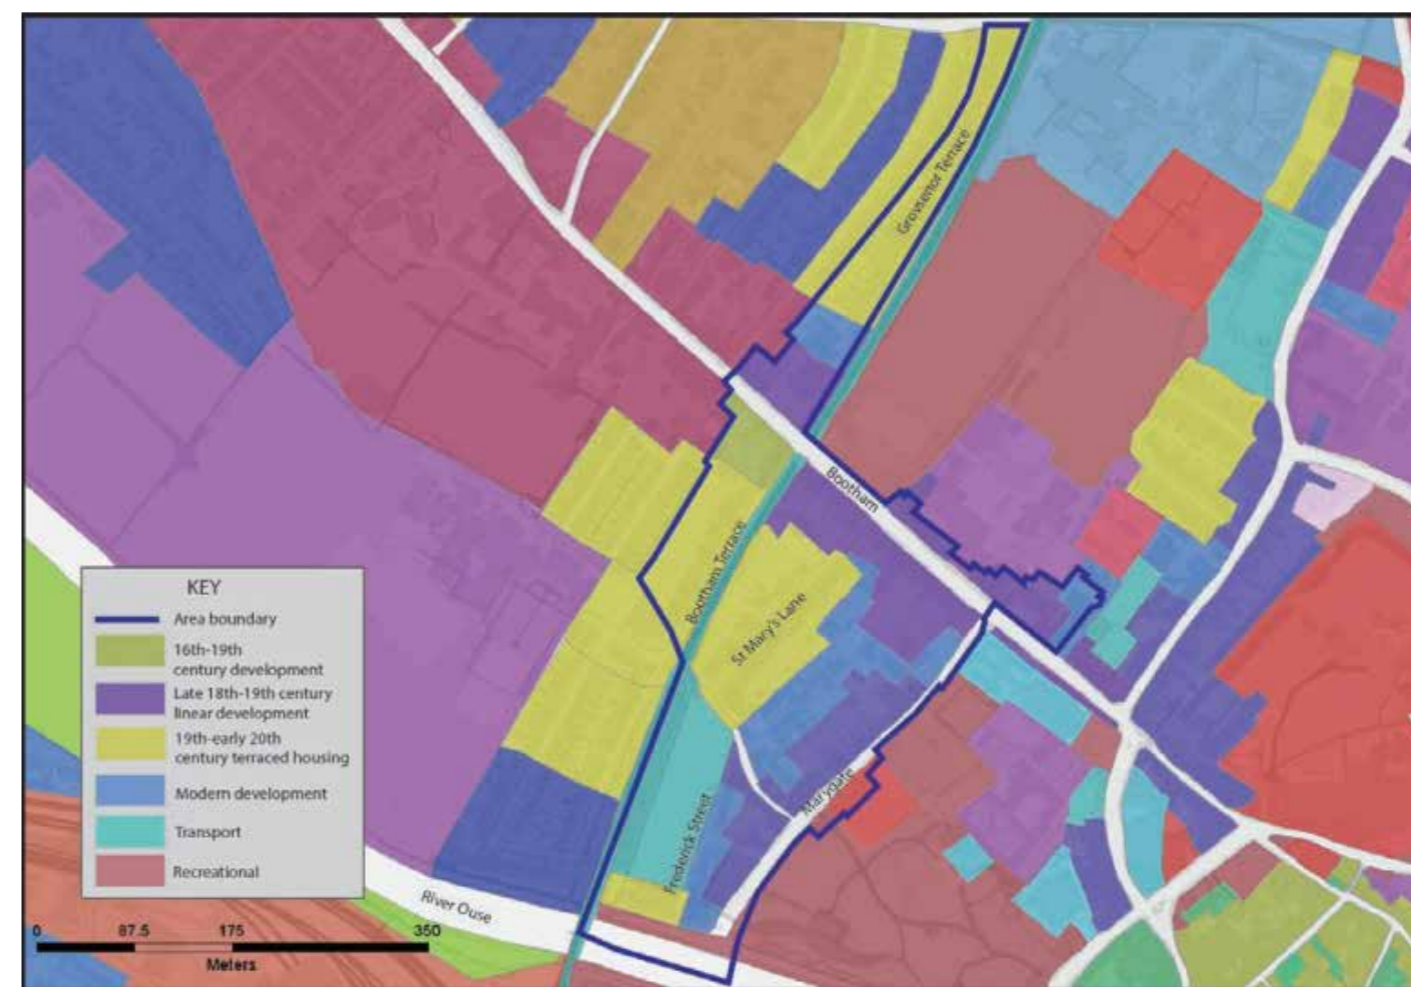 Grovsenor Terrace
Bootham
Bootham Terrace
St Mary's Lane
Marygate
Frederick Street
River Ouse
KEY
Area boundary
16th-19th
century development
Late 18th-19th century
linear development
19th-early 20th
century terraced housing
Modern development
Transport
Recreational
0 87.5 175 350
Meters